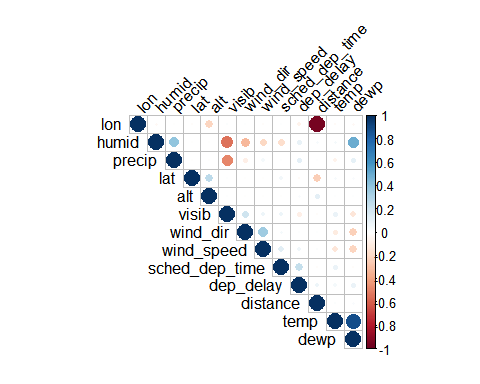 lon
humid
precip
lat
alt
visib
wind_dir
wind_speed
sched_dep_time
dep_delay
distance
temp
dewp
lon
humid
precip
lat
alt
visib
wind_dir
wind_speed
sched_dep_time
dep_delay
distance
temp
dewp
1
0.8
0.6
0.4
0.2
0
-0.2
-0.4
-0.6
-0.8
-1